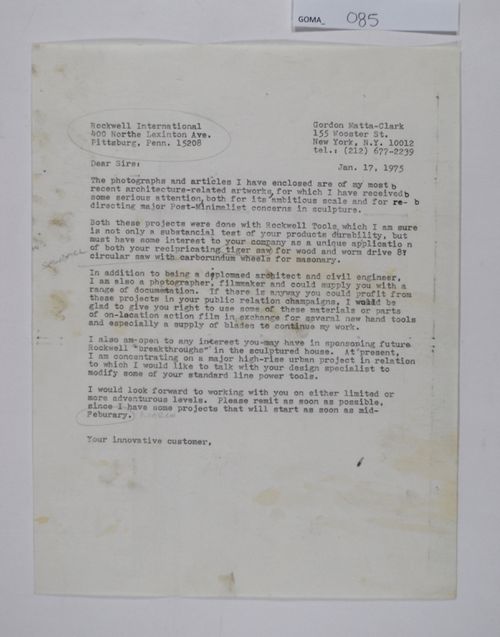 GOMA_ 085
Rockwell International
400 Northe Lexinton Ave.
Pittsburg, Penn. 15208
Gordon Matta-Clark
155 Wooster St.
New York, N.Y. 10012
tel.: (212) 677-2239
Dear Sirs:
Jan. 17, 1975
The photographs and articles I have enclosed are of my most b
recent architecture-related artworks, for which I have received b
some serious attention, both for its ambitious scale and for re- b
directing major Post-Minimalist concerns in sculpture.
Both these projects were done with Rockwell Tools, which I am sure
is not only a substancial test of your products durability, but
must have some interest to your company as a unique applicatio n
of both your recipricating tiger saw for wood and worm drive 8¼
circular saw with carborundum wheels for masonary.
In addition to being a diplomaed architect and civil engineer,
I am also a photographer, filmaker and could supply you with a
range of documentation. If there is anyway you could profit from
these projects in your public relation champaigns, I would be
glad to give you right to use some of these materials or parts
of on-location action film in exchange for several new hand tools
and especially a supply of blades to continue my work.
I also am open to any interest you may have in sponsoring future
Rockwell "breakthroughs" in the sculptured house. At present,
I am concentrating on a major high-rise urban project in relation
to which I would like to talk with your design specialist to
modify some of your standard line power tools.
I would look forward to working with you on either limited or
more adventurous levels. Please remit as soon as possible,
since I have some projects that will start as soon as mid-
Feburary.
Your innovative customer,